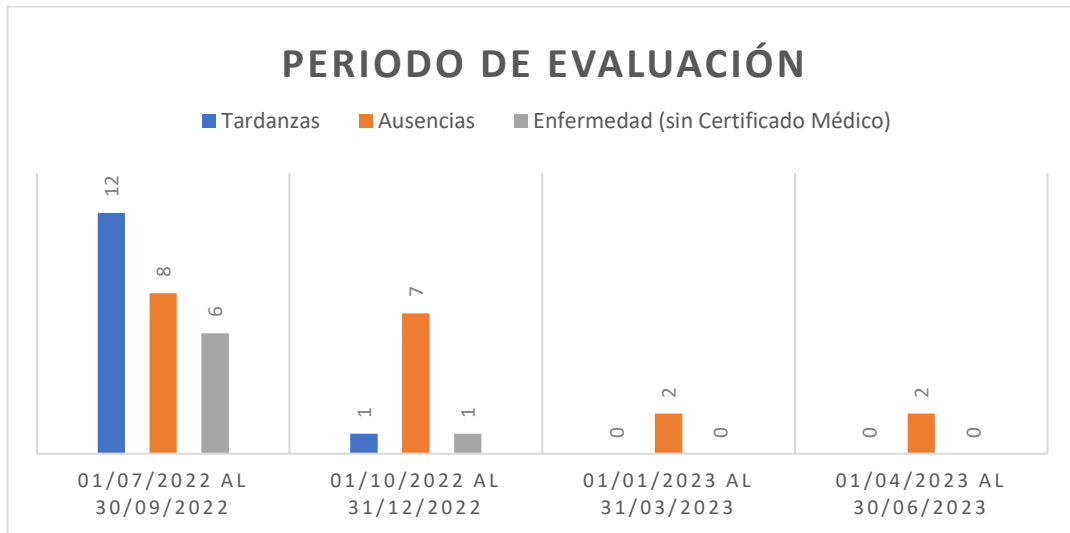 PERIODO DE EVALUACIÓN
Tardanzas Ausencias Enfermedad (sin Certificado Médico)
12 8 6 1 7 1 0 2 0 0 2 0
01/07/2022 AL
30/09/2022
01/10/2022 AL
31/12/2022
01/01/2023 AL
31/03/2023
01/04/2023 AL
30/06/2023